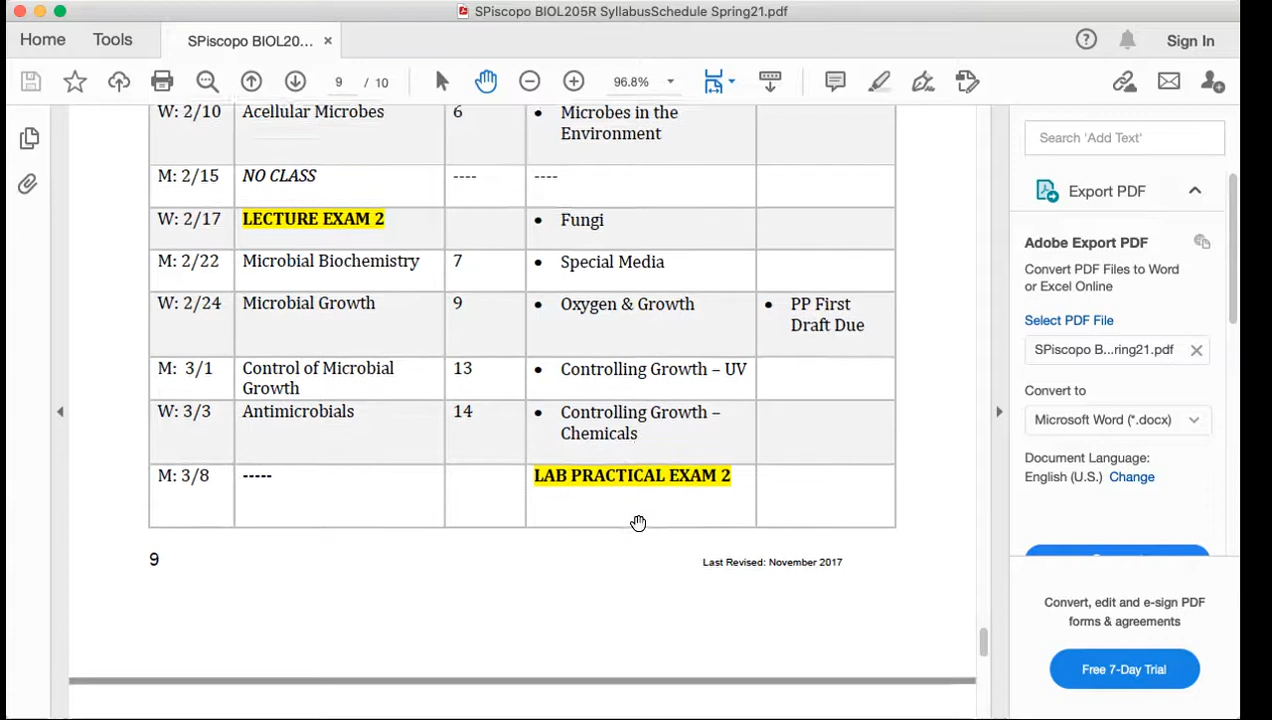 SPiscopo BIOL205R SyllabusSchedule Spring21.pdf
Home Tools SPiscopo BIOL20... × Sign In
9 / 10 96.8%
W: 2/10 Acellular Microbes 6 • Microbes in the
Environment
M: 2/15 NO CLASS ---- ----
W: 2/17 LECTURE EXAM 2 • Fungi
M: 2/22 Microbial Biochemistry 7 • Special Media
W: 2/24 Microbial Growth 9 • Oxygen & Growth • PP First
Draft Due
M: 3/1 Control of Microbial 13 • Controlling Growth – UV
Growth
W: 3/3 Antimicrobials 14 • Controlling Growth –
Chemicals
M: 3/8 ----- LAB PRACTICAL EXAM 2
9 Last Revised: November 2017
Search 'Add Text'
Export PDF
Adobe Export PDF
Convert PDF Files to Word
or Excel Online
Select PDF File
SPiscopo B...ring21.pdf ×
Convert to
Microsoft Word (*.docx)
Document Language:
English (U.S.) Change
Convert, edit and e-sign PDF
forms & agreements
Free 7-Day Trial